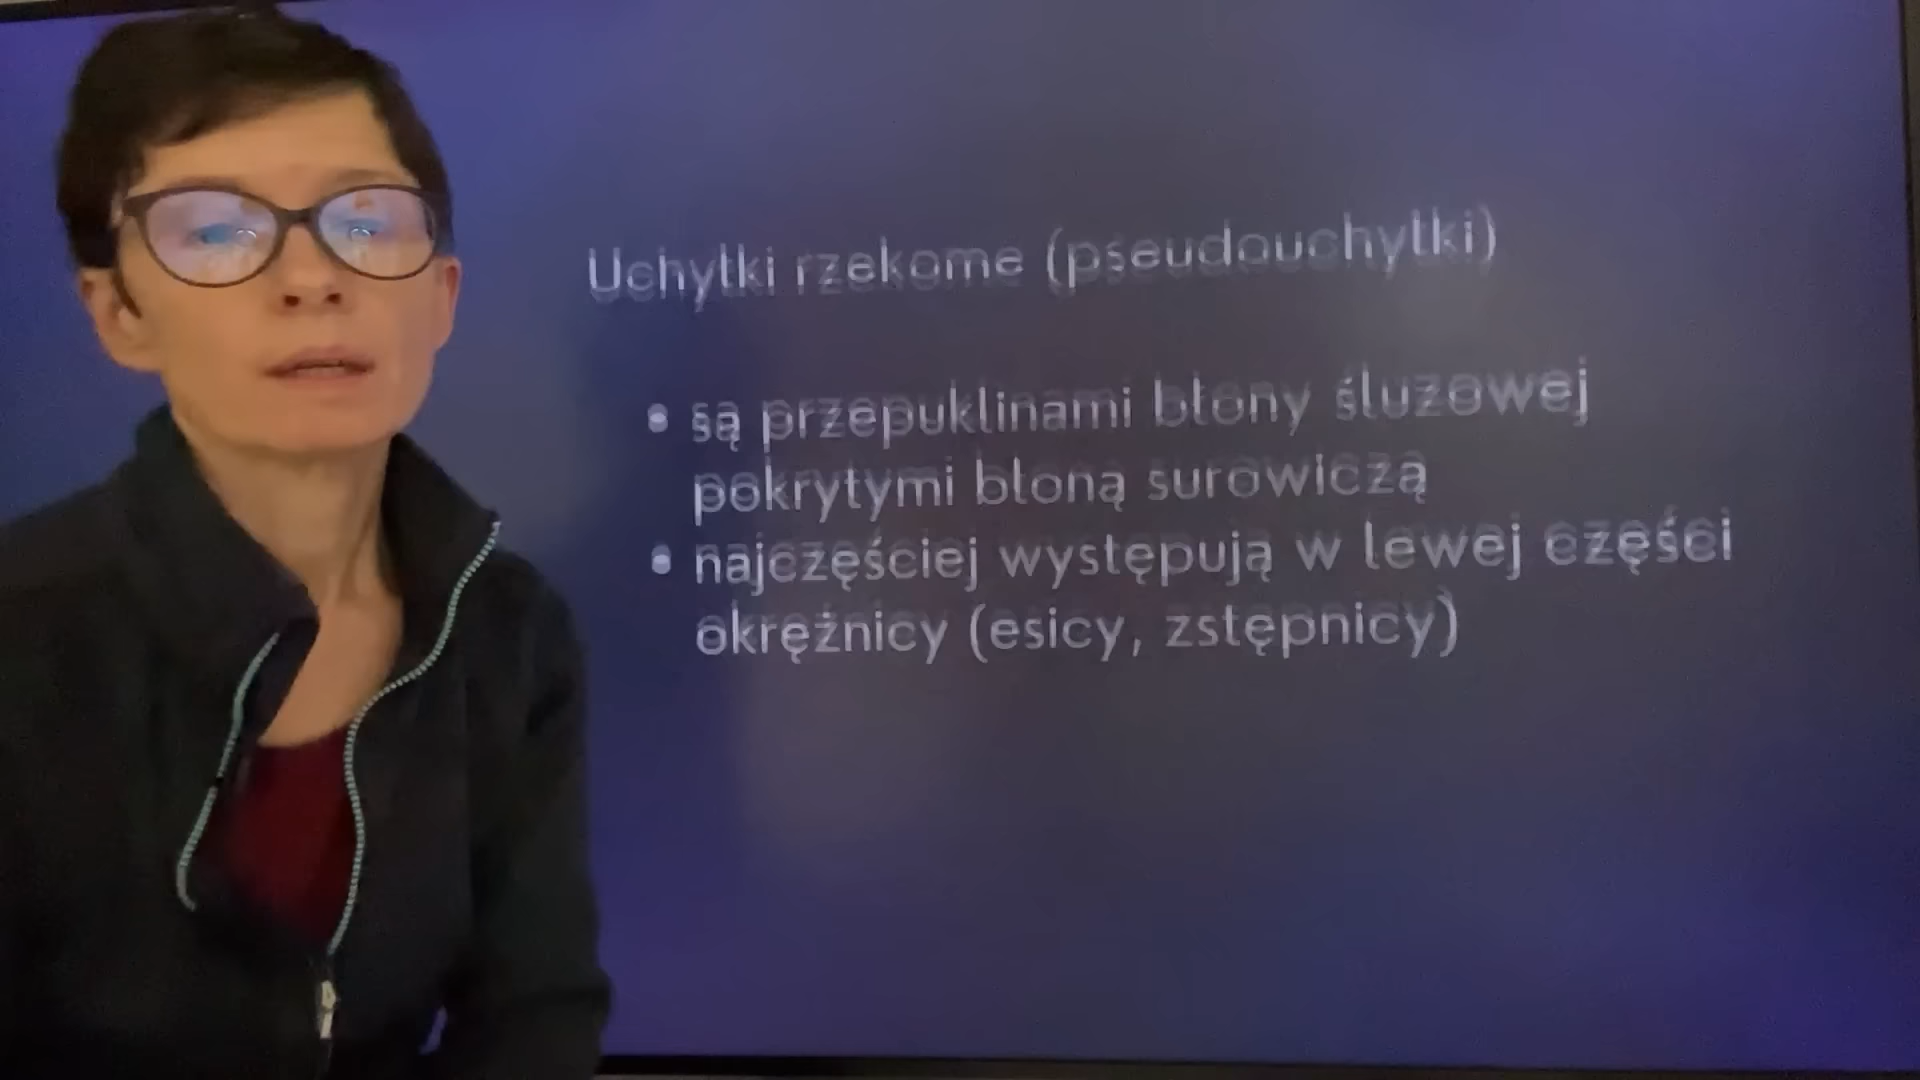 Uchyłki rzekome (pseudouchyłki)
• są przepuklinami błony śluzowej
pokrytymi błoną surowiczą
• najczęściej występują w lewej części
okrężnicy (esicy, zstępnicy)